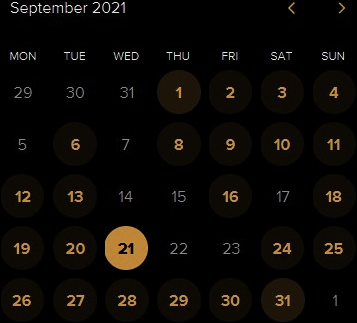 September 2021
MON TUE WED THU FRI SAT SUN
29 30 31 1 2 3 4
5 6 7 8 9 10 11
12 13 14 15 16 17 18
19 20 21 22 23 24 25
26 27 28 29 30 31 1